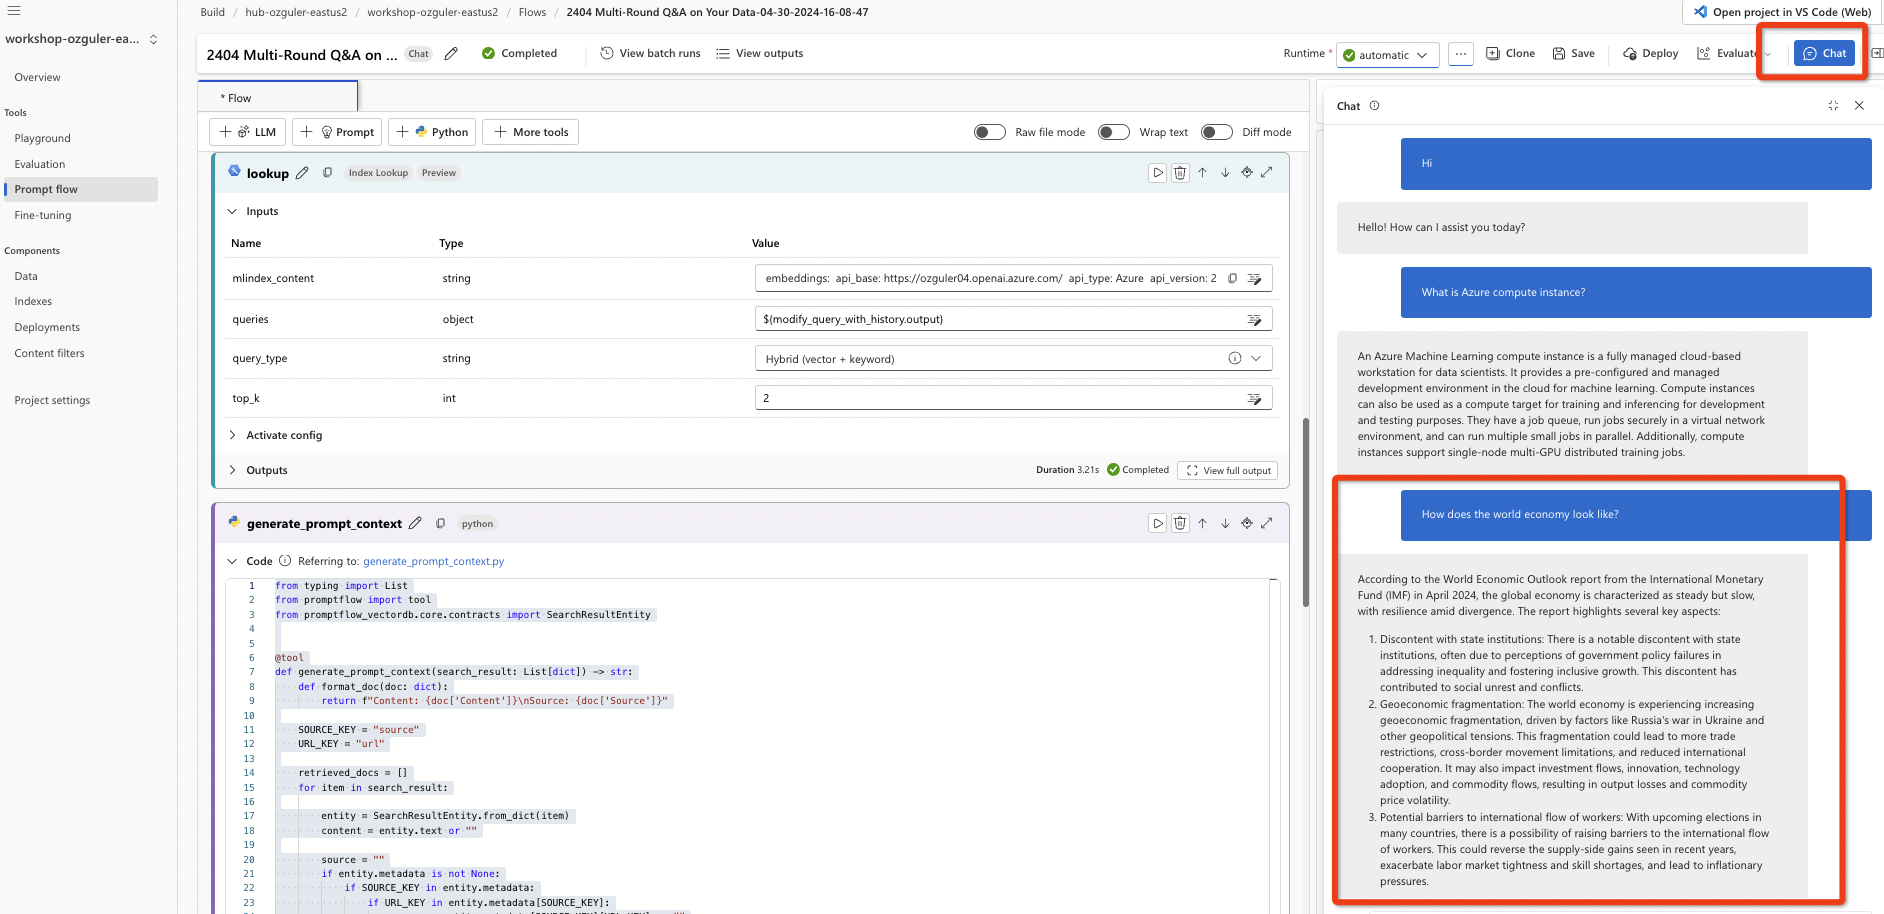 Build / hub-ozguler-eastus2 / workshop-ozguler-eastus2 / Flows / 2404 Multi-Round Q&A on Your Data-04-30-2024-16-08-47
Open project in VS Code (Web)
workshop-ozguler-ea...
Overview
Tools
Playground
Evaluation
Prompt flow
Fine-tuning
Components
Data
Indexes
Deployments
Content filters
Project settings
2404 Multi-Round Q&A on ... Chat Completed View batch runs View outputs
Runtime * automatic ... Clone Save Deploy Evaluate Chat
* Flow
+ LLM + Prompt + Python + More tools
Raw file mode Wrap text Diff mode
lookup Index Lookup Preview
Inputs
Name Type Value
mlindex_content string embeddings: api_base: https://ozguler04.openai.azure.com/ api_type: Azure api_version: 2
queries object ${modify_query_with_history.output}
query_type string Hybrid (vector + keyword)
top_k int 2
Activate config
Outputs Duration 3.21s Completed View full output
generate_prompt_context python
Code Referring to: generate_prompt_context.py
1 from typing import List
2 from promptflow import tool
3 from promptflow_vectordb.core.contracts import SearchResultEntity
4
5
6 @tool
7 def generate_prompt_context(search_result: List[dict]) -> str:
8 def format_doc(doc: dict):
9 return f"Content: {doc['Content']}\nSource: {doc['Source']}"
10
11 SOURCE_KEY = "source"
12 URL_KEY = "url"
13
14 retrieved_docs = []
15 for item in search_result:
16
17 entity = SearchResultEntity.from_dict(item)
18 content = entity.text or ""
19
20 source = ""
21 if entity.metadata is not None:
22 if SOURCE_KEY in entity.metadata:
23 if URL_KEY in entity.metadata[SOURCE_KEY]:
Chat
Hi
Hello! How can I assist you today?
What is Azure compute instance?
An Azure Machine Learning compute instance is a fully managed cloud-based
workstation for data scientists. It provides a pre-configured and managed
development environment in the cloud for machine learning. Compute instances
can also be used as a compute target for training and inferencing for development
and testing purposes. They have a job queue, run jobs securely in a virtual network
environment, and can run multiple small jobs in parallel. Additionally, compute
instances support single-node multi-GPU distributed training jobs.
How does the world economy look like?
According to the World Economic Outlook report from the International Monetary
Fund (IMF) in April 2024, the global economy is characterized as steady but slow,
with resilience amid divergence. The report highlights several key aspects:
1. Discontent with state institutions: There is a notable discontent with state
institutions, often due to perceptions of government policy failures in
addressing inequality and fostering inclusive growth. This discontent has
contributed to social unrest and conflicts.
2. Geoeconomic fragmentation: The world economy is experiencing increasing
geoeconomic fragmentation, driven by factors like Russia's war in Ukraine and
other geopolitical tensions. This fragmentation could lead to more trade
restrictions, cross-border movement limitations, and reduced international
cooperation. It may also impact investment flows, innovation, technology
adoption, and commodity flows, resulting in output losses and commodity
price volatility.
3. Potential barriers to international flow of workers: With upcoming elections in
many countries, there is a possibility of raising barriers to the international flow
of workers. This could reverse the supply-side gains seen in recent years,
exacerbate labor market tightness and skill shortages, and lead to inflationary
pressures.